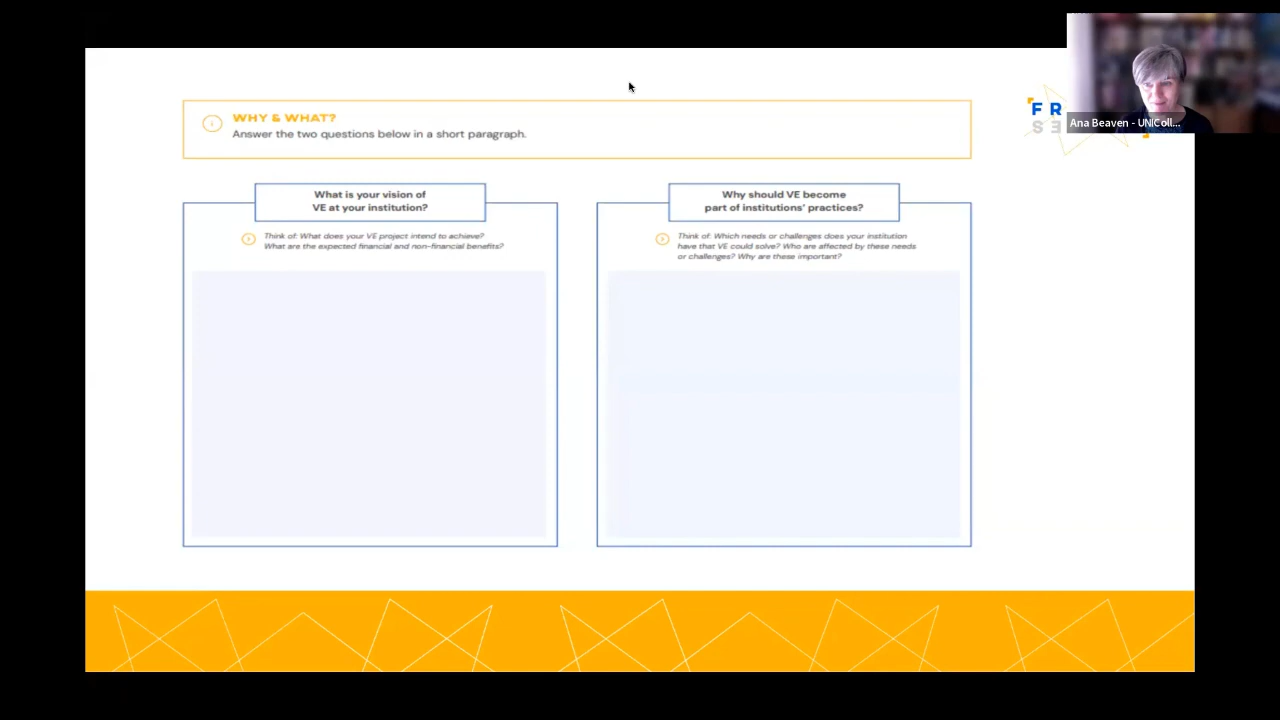 WHY & WHAT?
Answer the two questions below in a short paragraph.
What is your vision of
VE at your institution?
Think of: What does your VE project intend to achieve?
What are the expected financial and non-financial benefits?
Why should VE become
part of institutions' practices?
Think of: Which needs or challenges does your institution
have that VE could solve? Who are affected by these needs
or challenges? Why are these important?
FR
ES
Ana Beaven - UNIColl...